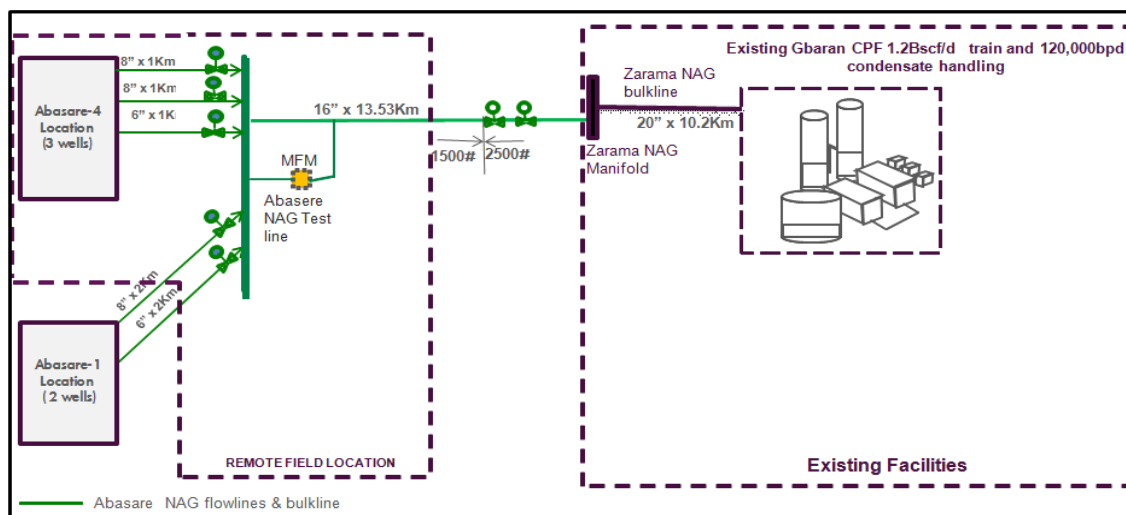 Existing Gbaran CPF 1.2Bscf/d train and 120,000bpd
condensate handling
Zarama NAG
bulkline
20" x 10.2Km
Zarama NAG
Manifold
8" x 1Km
8" x 1Km
6" x 1K
Abasare-4
Location
(3 wells)
16" x 13.53Km
1500#
2500#
MFM
Abasere
NAG Test
line
8" x 2Km
6" x 2Km
Abasare-1
Location
( 2 wells)
REMOTE FIELD LOCATION
Existing Facilities
Abasare NAG flowlines & bulkline